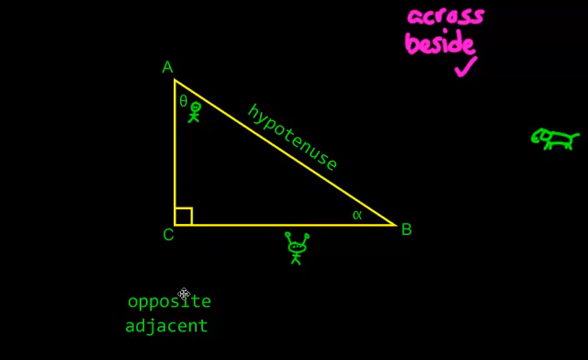 across
beside
A
θ
hypotenuse
α
C
B
opposite
adjacent